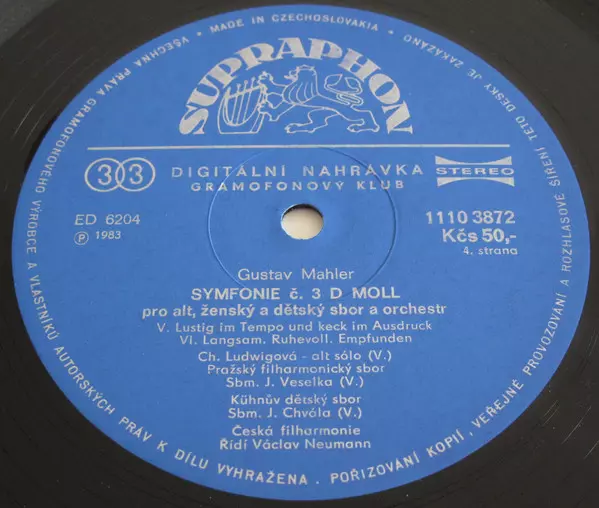 VŠECHNA PRÁVA GRAMOFONOVÉHO VÝROBCE A VLASTNÍKŮ AUTORSKÝCH PRÁV K DÍLU VYHRAŽENA. POŘIZOVÁNÍ KOPIÍ, VEŘEJNÉ PROVOZOVÁNÍ A ROZHLASOVÉ ŠÍŘENÍ TÉTO DESKY JE ZAKÁZÁNO
• MADE IN CZECHOSLOVAKIA •
SUPRAPHON
33 DIGITÁLNÍ NAHRÁVKA STEREO
GRAMOFONOVÝ KLUB
ED 6204 1110 3872
Ⓟ 1983 Kčs 50,-
4. strana
Gustav Mahler
SYMFONIE č. 3 D MOLL
pro alt, ženský a dětský sbor a orchestr
V. Lustig im Tempo und keck im Ausdruck
VI. Langsam. Ruhevoll. Empfunden
Ch. Ludwigová - alt sólo (V.)
Pražský filharmonický sbor
Sbm. J. Veselka (V.)
Kühnův dětský sbor
Sbm. J. Chvála (V.)
Česká filharmonie
Řídí Václav Neumann